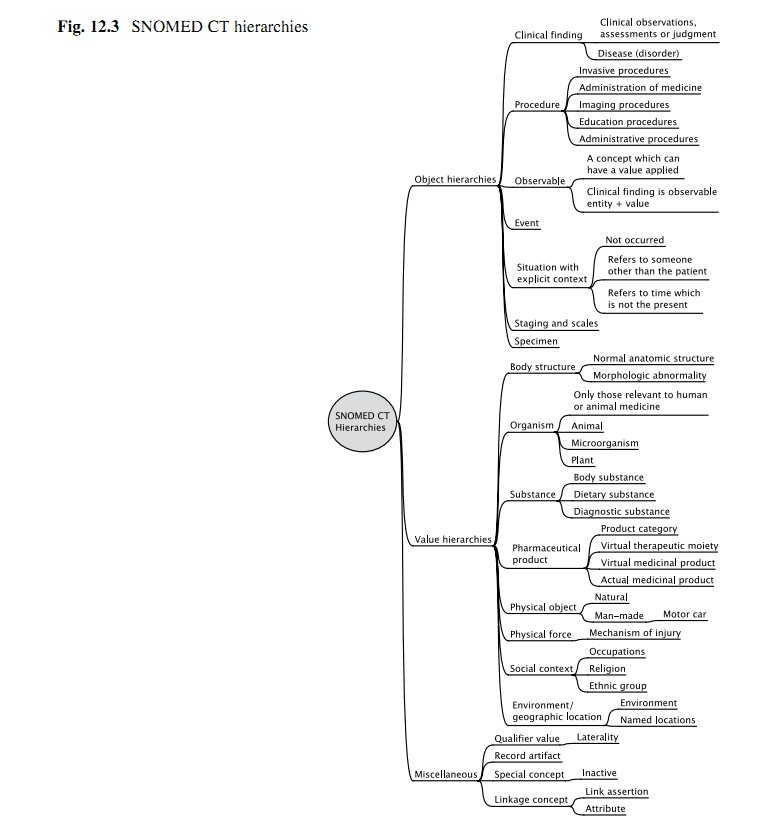 Fig. 12.3 SNOMED CT hierarchies
SNOMED CT
Hierarchies
Object hierarchies
Clinical finding
Clinical observations,
assessments or judgment
Disease (disorder)
Procedure
Invasive procedures
Administration of medicine
Imaging procedures
Education procedures
Administrative procedures
Observable
A concept which can
have a value applied
Clinical finding is observable
entity + value
Event
Situation with
explicit context
Not occurred
Refers to someone
other than the patient
Refers to time which
is not the present
Staging and scales
Specimen
Value hierarchies
Body structure
Normal anatomic structure
Morphologic abnormality
Organism
Only those relevant to human
or animal medicine
Animal
Microorganism
Plant
Substance
Body substance
Dietary substance
Diagnostic substance
Pharmaceutical
product
Product category
Virtual therapeutic moiety
Virtual medicinal product
Actual medicinal product
Physical object
Natural
Man-made
Motor car
Physical force
Mechanism of injury
Social context
Occupations
Religion
Ethnic group
Environment/
geographic location
Environment
Named locations
Miscellaneous
Qualifier value
Laterality
Record artifact
Special concept
Inactive
Linkage concept
Link assertion
Attribute